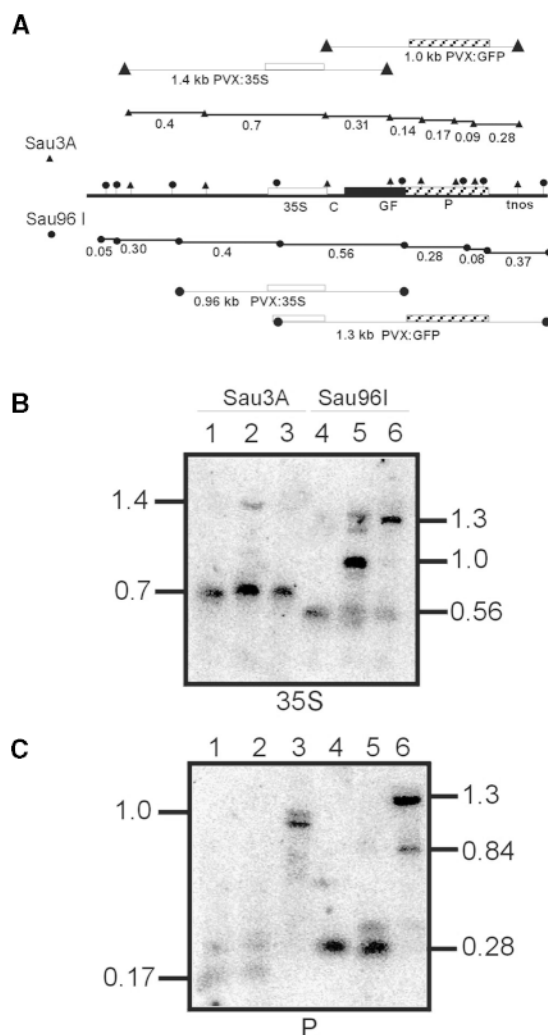 A
1.0 kb PVX:GFP
1.4 kb PVX:35S
0.4 0.7 0.31 0.14 0.17 0.09 0.28
Sau3A
35S C GF P tnos
Sau96 I
0.05 0.30 0.4 0.56 0.28 0.08 0.37
0.96 kb PVX:35S
1.3 kb PVX:GFP
B
Sau3A Sau96I
1 2 3 4 5 6
1.4
1.3
1.0
0.7
0.56
35S
C
1 2 3 4 5 6
1.0 1.3
0.84
0.28
0.17
P